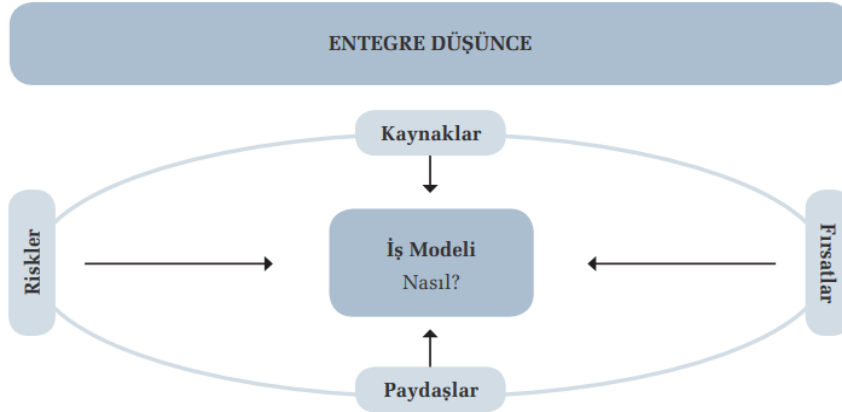 ENTEGRE DÜŞÜNCE
Kaynaklar
Riskler
İş Modeli
Nasıl?
Fırsatlar
Paydaşlar